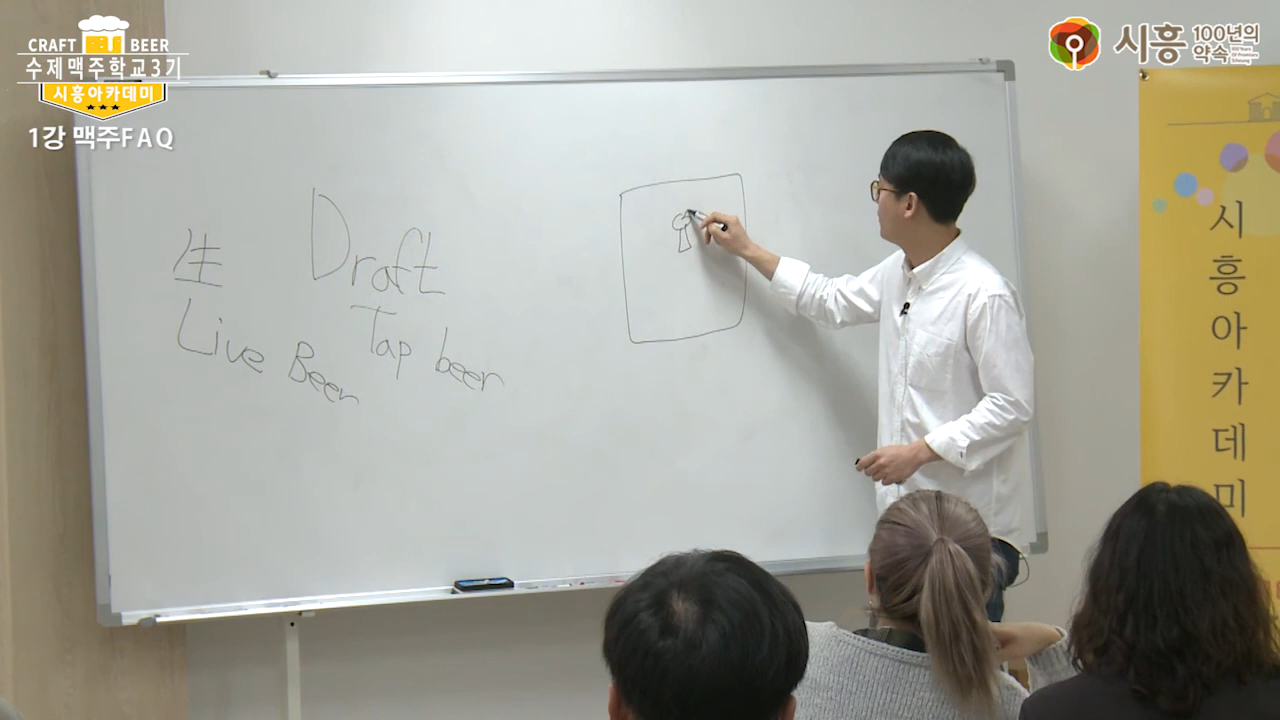 CRAFT BEER
수제맥주학교3기
시흥아카데미
1강 맥주FAQ
시흥 100년의 약속
生 Draft
Live Beer Tap beer
시흥아카데미